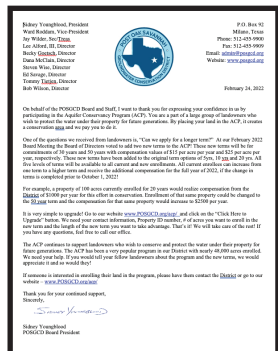 Sidney Youngblood, President
Ward Roddam, Vice-President
Jay Wilder, Sec/Treas
Lee Alford, III, Director
Becky Goetsch, Director
Dana McClain, Director
Steven Wise, Director
Ed Savage, Director
Tommy Tietjen, Director
Bob Wilson, Director
POST OAK SAVANNAH
P.O. Box 92
Milano, Texas
Phone: 512-455-9900
Fax: 512-455-9909
Email: admin@posgcd.org
Website: www.posgcd.org
February 24, 2022
On behalf of the POSGCD Board and Staff, I want to thank you for expressing your confidence in us by
participating in the Aquifer Conservancy Program (ACP). You are a part of a large group of landowners who
wish to protect the water under their property for future generations. By placing your land in the ACP, it creates
a conservation area and we pay you to do it.
One of the questions we received from landowners is, "Can we apply for a longer term?" At our February 2022
Board Meeting the Board of Directors voted to add two new terms to the ACP! These new terms will be for
commitments of 30 years and 50 years with compensation values of $15 per acre per year and $25 per acre per
year, respectively. These new terms have been added to the original term options of 5yrs, 10 yrs and 20 yrs. All
five levels of terms will be available to all current and new enrollments. All current enrollees can increase from
one term to a higher term and receive the additional compensation for the full year of 2022, if the change in
terms is completed prior to October 1, 2022!
For example, a property of 100 acres currently enrolled for 20 years would realize compensation from the
District of $1000 per year for this effort in conservation. Enrollment of that same property could be changed to
the 50 year term and the compensation for that same property would increase to $2500 per year.
It is very simple to upgrade! Go to our website www.posgcd.org/acp/ and click on the "Click Here to
Upgrade" button. We need your contact information, Property ID number, # of acres you want to enroll in the
new term and the length of the new term you want to take advantage. That's it! We will take care of the rest! If
you have any questions, feel free to call our office.
The ACP continues to support landowners who wish to conserve and protect the water under their property for
future generations. The ACP has been a very popular program in our District with nearly 40,000 acres enrolled.
We need your help. If you would tell your fellow landowners about the program and the new terms, we would
appreciate it and so would they!
If someone is interested in enrolling their land in the program, please have them contact the District or go to our
website – www.POSGCD.org/acp/
Thank you for your continued support,
Sincerely,
Sidney Youngblood
Sidney Youngblood
POSGCD Board President